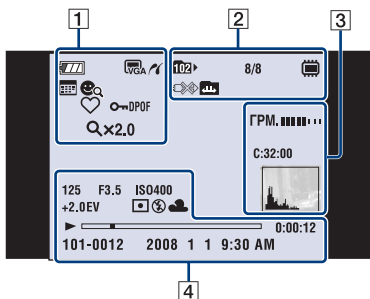 1
2
3
VGA
102
8/8
DPOF
×2.0
ГРМ.
C:32:00
125 F3.5 ISO400
+2.0EV
0:00:12
101-0012 2008 1 1 9:30 AM
4